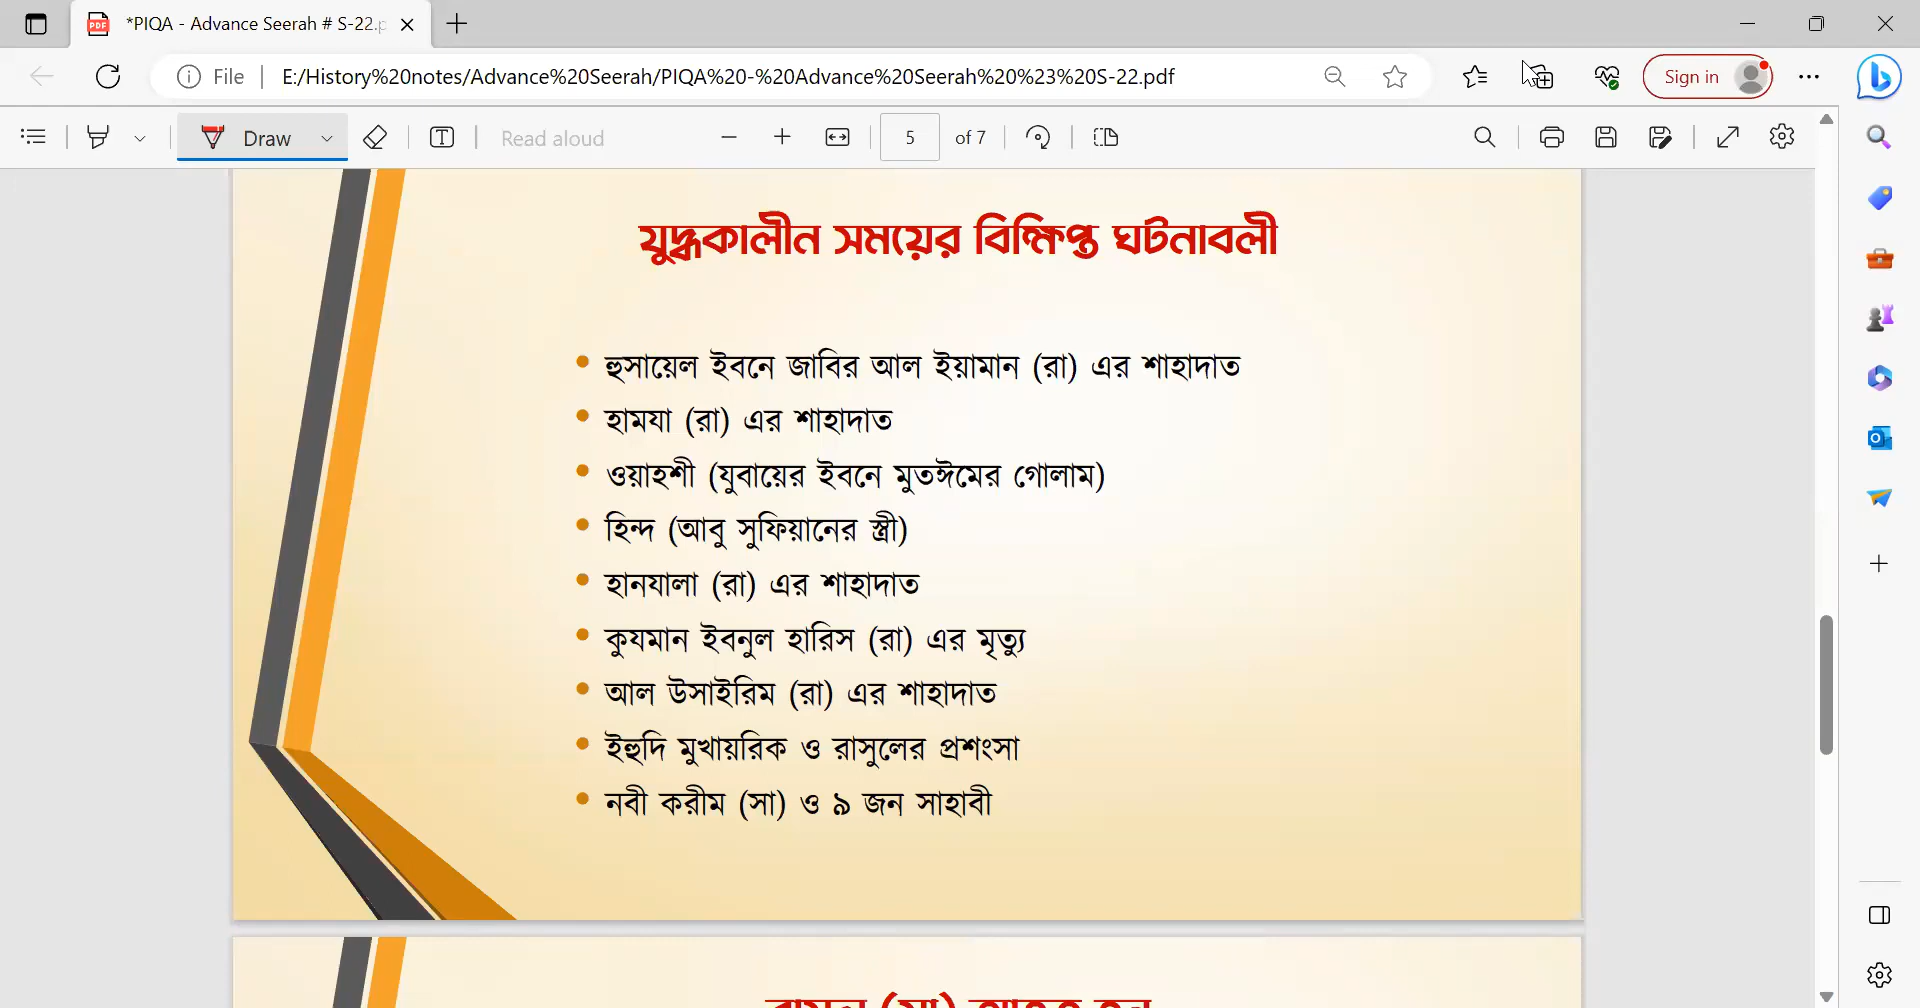 *PIQA - Advance Seerah # S-22.p
File
E:/History%20notes/Advance%20Seerah/PIQA%20-%20Advance%20Seerah%20%23%20S-22.pdf
Sign in
Draw
Read aloud
5
of 7
যুদ্ধকালীন সময়ের বিক্ষিপ্ত ঘটনাবলী
• হুসায়েল ইবনে জাবির আল ইয়ামান (রা) এর শাহাদাত
• হামযা (রা) এর শাহাদাত
• ওয়াহশী (যুবায়ের ইবনে মুতঈমের গোলাম)
• হিন্দ (আবু সুফিয়ানের স্ত্রী)
• হানযালা (রা) এর শাহাদাত
• কুযমান ইবনুল হারিস (রা) এর মৃত্যু
• আল উসাইরিম (রা) এর শাহাদাত
• ইহুদি মুখায়রিক ও রাসুলের প্রশংসা
• নবী করীম (সা) ও ৯ জন সাহাবী